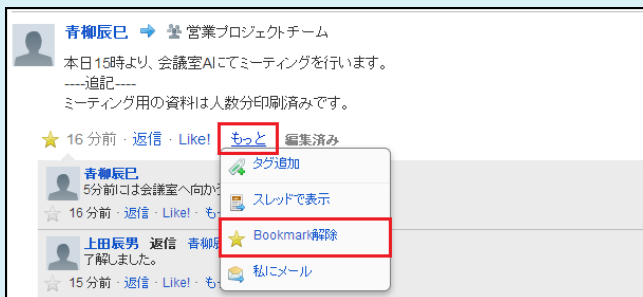 青柳辰巳 営業プロジェクトチーム
本日15時より、会議室AIにてミーティングを行います。
----追記----
ミーティング用の資料は人数分印刷済みです。
16 分前 · 返信 · Like! もっと 編集済み
タグ追加
スレッドで表示
Bookmark解除
私にメール
青柳辰巳
5分前には会議室へ向か
16 分前 · 返信 · Like! · も
上田辰男 返信 青柳
了解しました。
15 分前 · 返信 · Like! · も